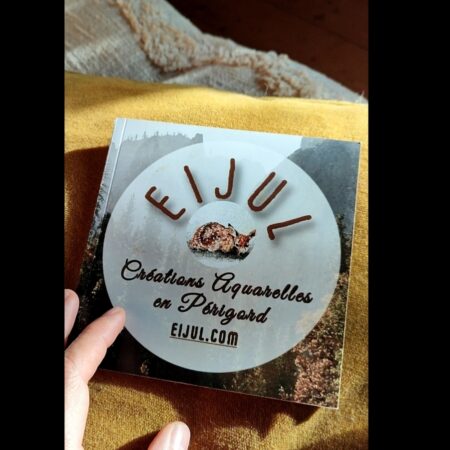 EIJUL
Créations Aquarelles
en Périgord
EIJUL.COM